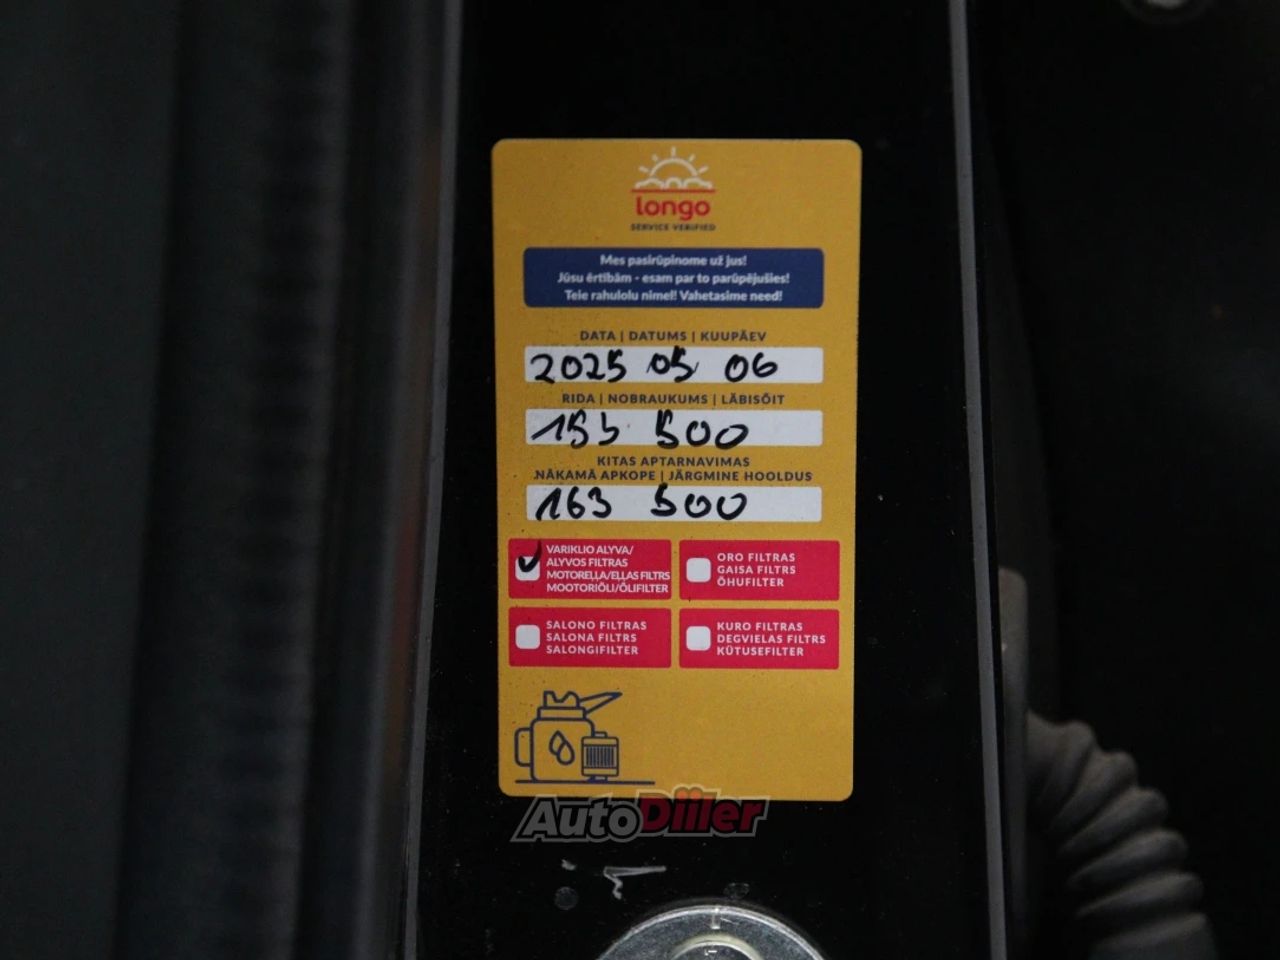 longo
SERVICE VERIFIED
Mes pasirūpinome už jus!
Jūsu ērtībām - esam par to parūpējušies!
Teie rahulolu nimel! Vahetasime need!
DATA | DATUMS | KUUPÄEV
2025 05 06
RIDA | NOBRAUKUMS | LÄBISÕIT
153 500
KITAS APTARNAVIMAS
NĀKAMĀ APKOPE | JÄRGMINE HOOLDUS
163 500
VARIKLIO ALYVA/
ALYVOS FILTRAS
MOTOREĻĻA/EĻĻAS FILTRS
MOOTORIÕLI/ÕLIFILTER
ORO FILTRAS
GAISA FILTRS
ÕHUFILTER
SALONO FILTRAS
SALONA FILTRS
SALONGIFILTER
KURO FILTRAS
DEGVIELAS FILTRS
KÜTUSEFILTER
AutoDiiler